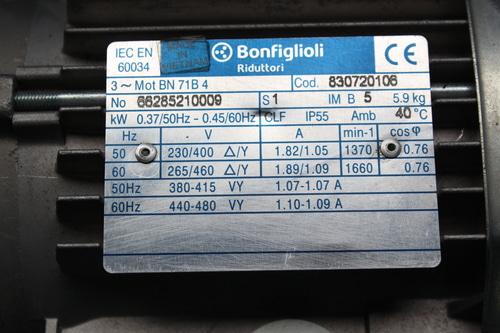 IEC EN
60034
MADE IN VIETNAM
Bonfiglioli
Riduttori
CE
3 ~ Mot BN 71B 4 Cod. 830720106
No 66285210009 S1 IM B 5 5.9 kg
kW 0.37/50Hz - 0.45/60Hz CLF IP55 Amb 40 °C
Hz V A min-1 cosφ
50 230/400 Δ/Y 1.82/1.05 1370 0.76
60 265/460 Δ/Y 1.89/1.09 1660 0.76
50Hz 380-415 VY 1.07-1.07 A
60Hz 440-480 VY 1.10-1.09 A